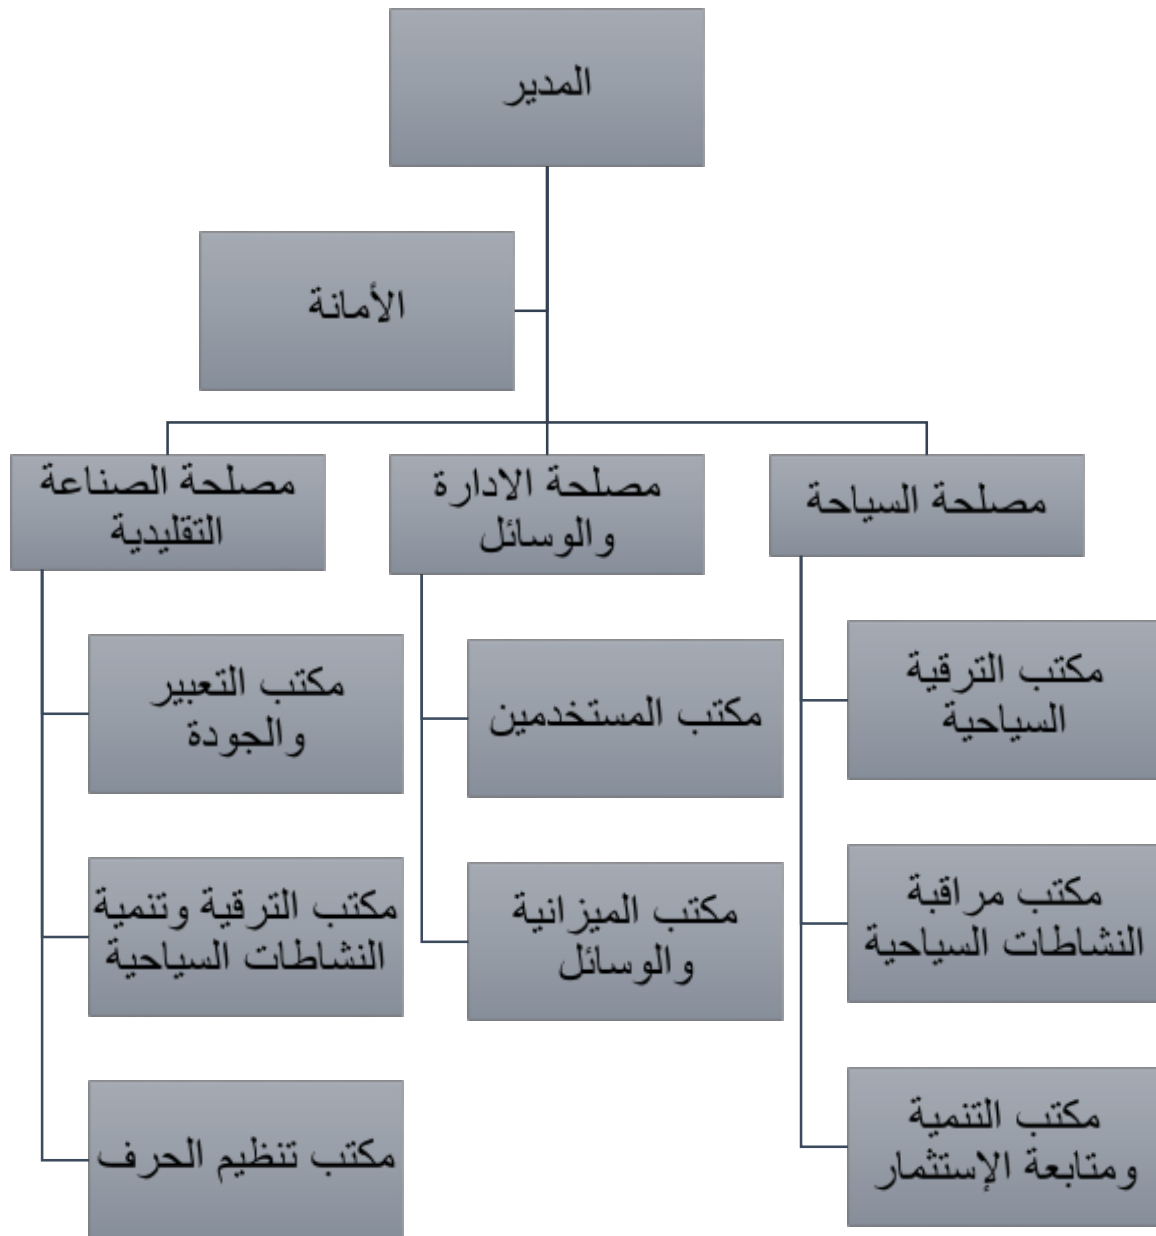 المدير
الأمانة
مصلحة السياحة
مصلحة الادارة
والوسائل
مصلحة الصناعة
التقليدية
مكتب الترقية
السياحية
مكتب مراقبة
النشاطات السياحية
مكتب التنمية
ومتابعة الإستثمار
مكتب المستخدمين
مكتب الميزانية
والوسائل
مكتب التعبير
والجودة
مكتب الترقية وتنمية
النشاطات السياحية
مكتب تنظيم الحرف